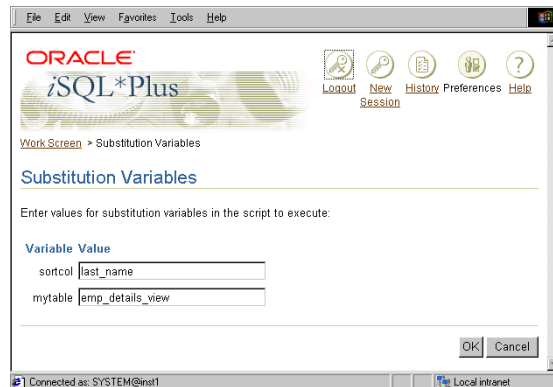 File Edit View Favorites Tools Help
ORACLE
iSQL*Plus
Logout New Session History Preferences Help
Work Screen > Substitution Variables
Substitution Variables
Enter values for substitution variables in the script to execute:
Variable Value
sortcol last_name
mytable emp_details_view
OK Cancel
Connected as: SYSTEM@inst1 Local intranet